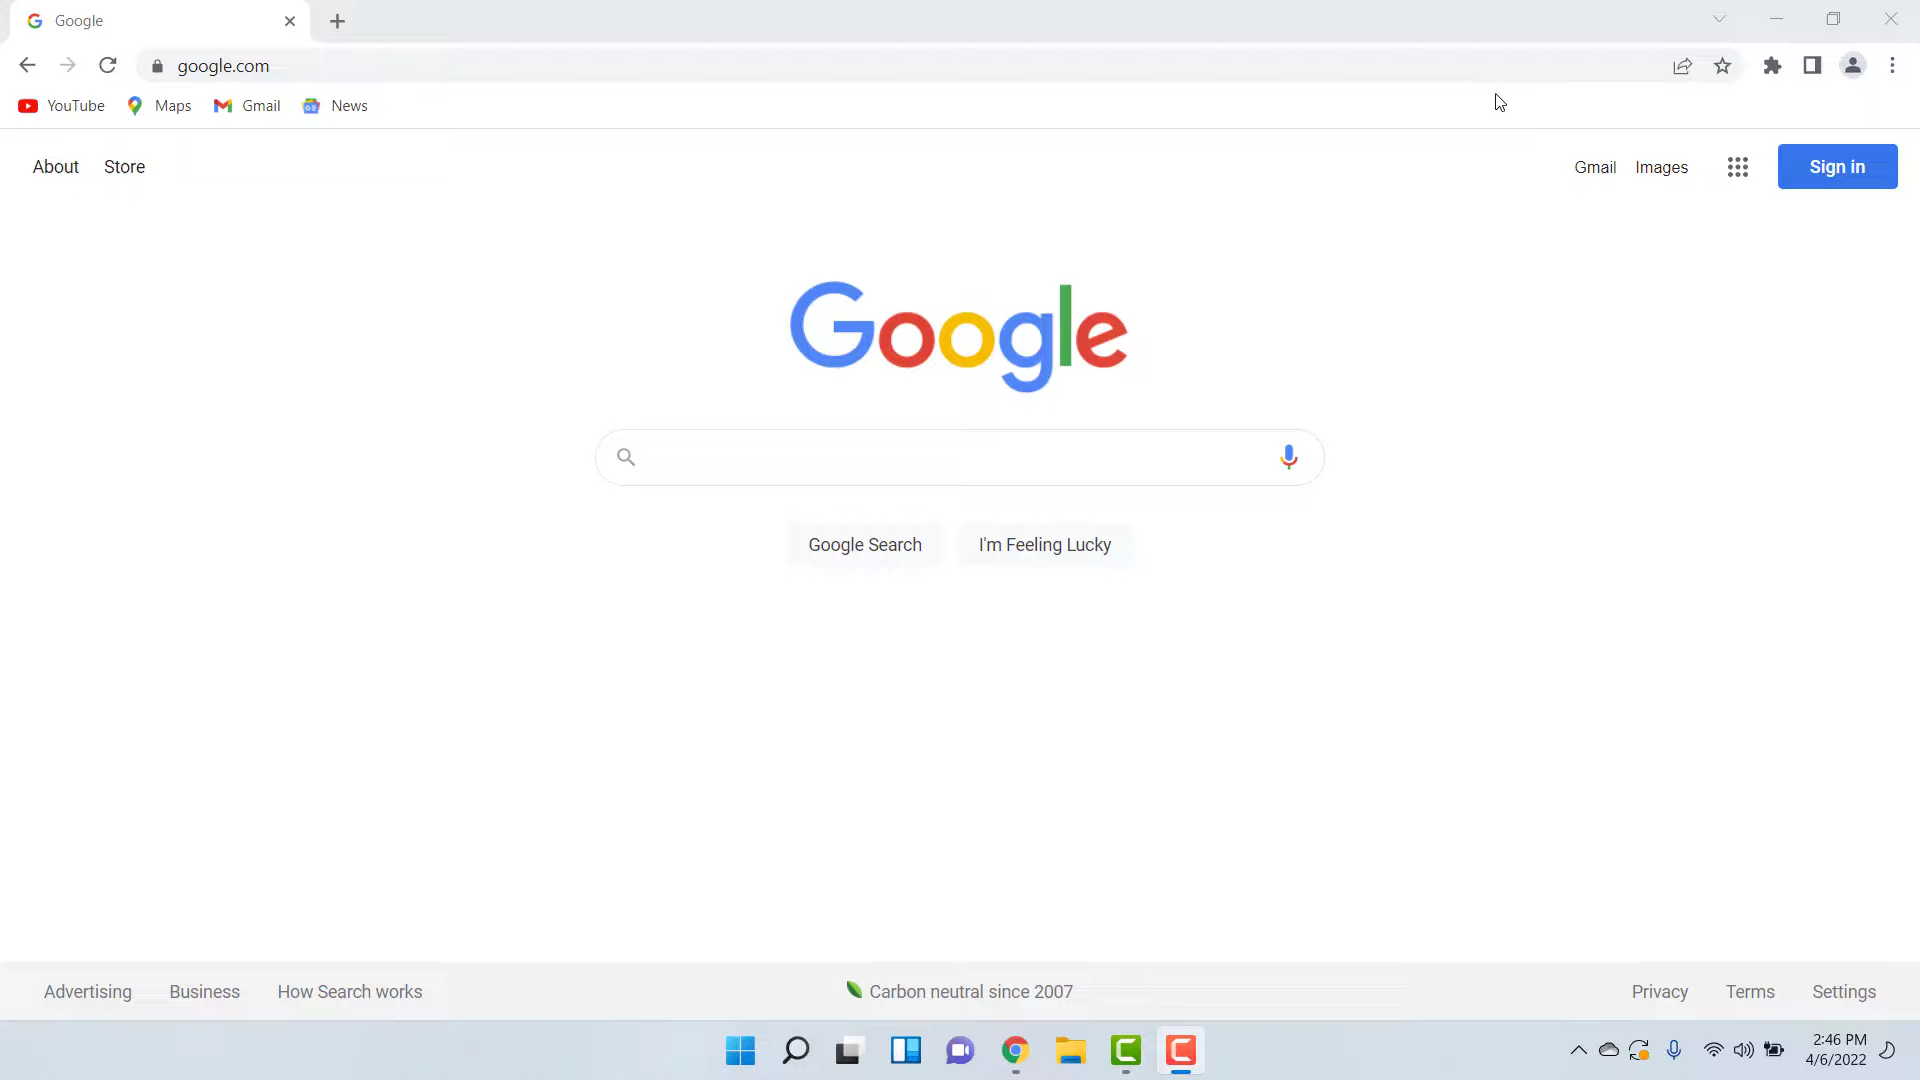 Google
google.com
YouTube Maps Gmail News
About Store Gmail Images Sign in
Google
Google Search I'm Feeling Lucky
Advertising Business How Search works Carbon neutral since 2007 Privacy Terms Settings
2:46 PM
4/6/2022